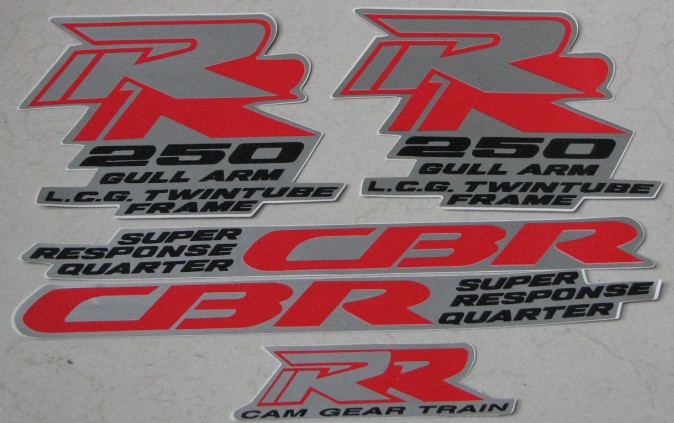 RR
250
GULL ARM
L.C.G. TWINTUBE
FRAME
RR
250
GULL ARM
L.C.G. TWINTUBE
FRAME
SUPER
RESPONSE
QUARTER
CBR
CBR
SUPER
RESPONSE
QUARTER
RR
CAM GEAR TRAIN